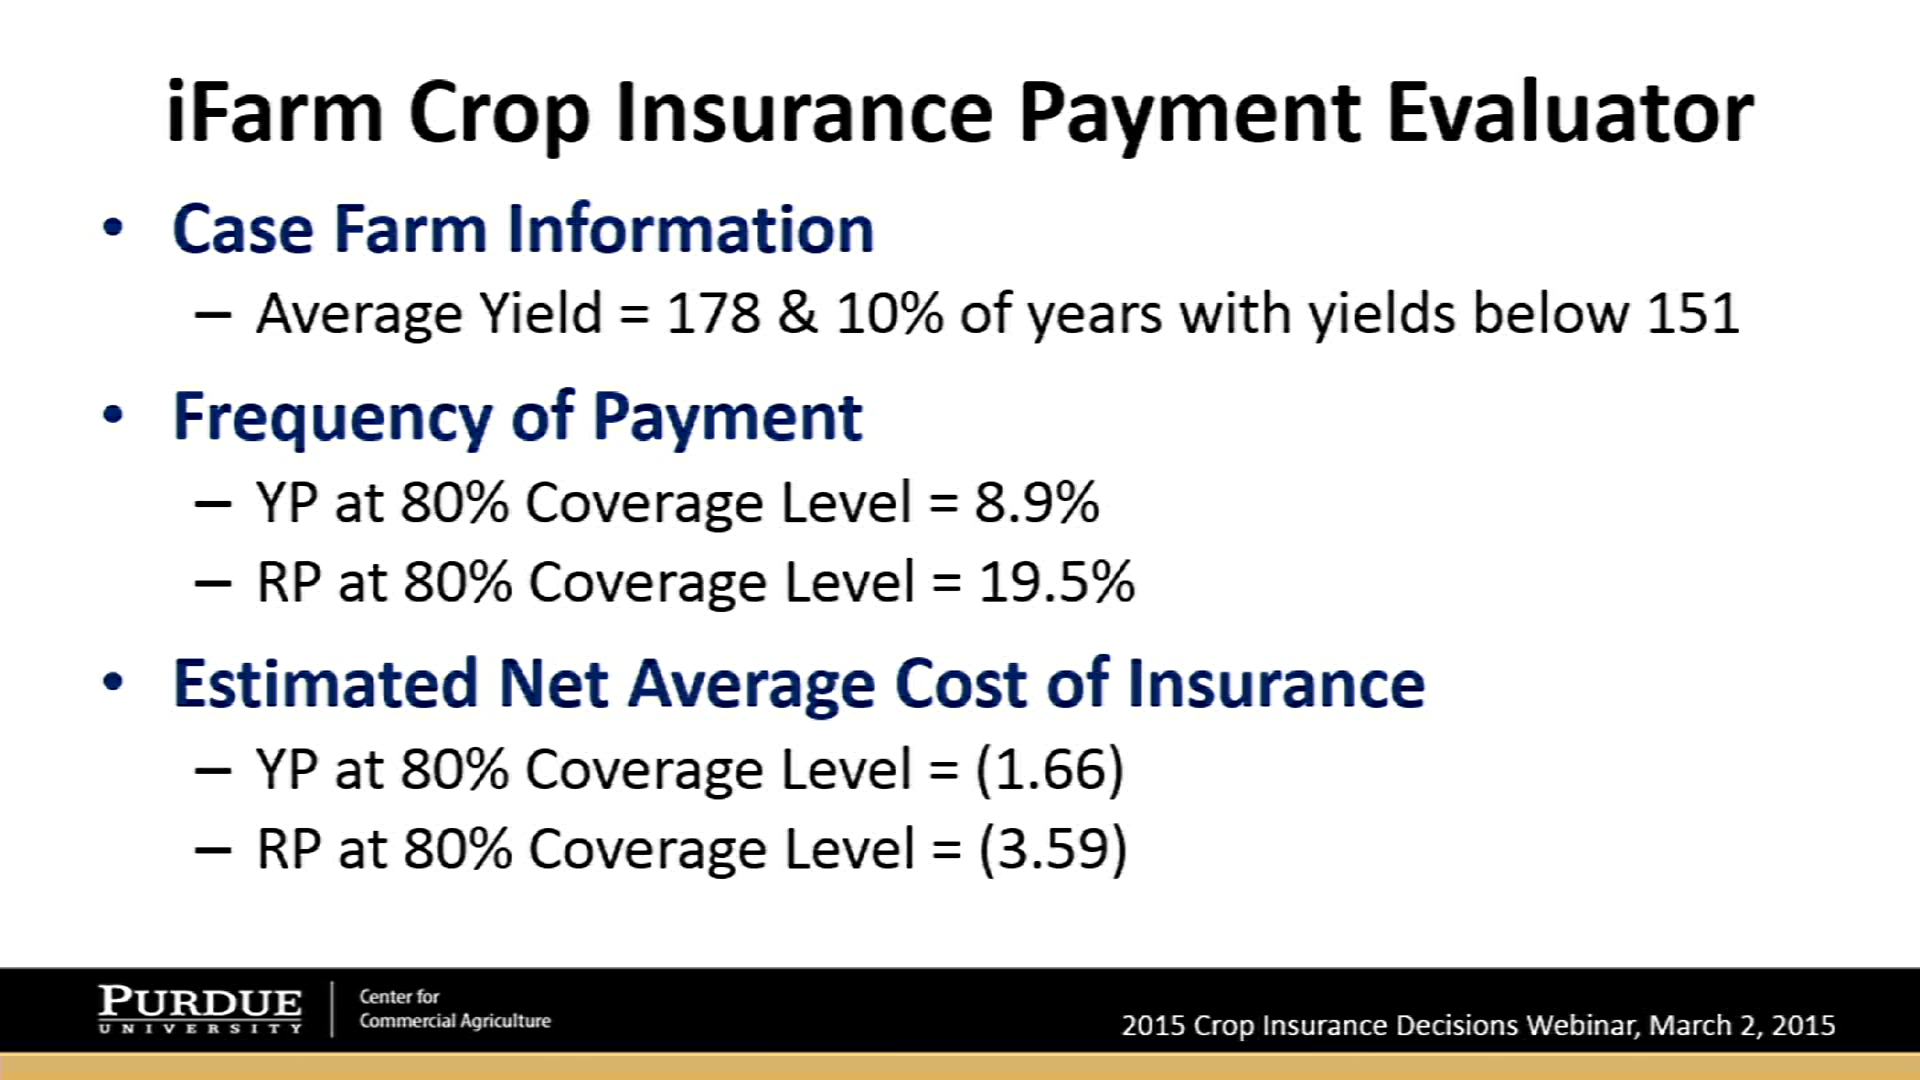 iFarm Crop Insurance Payment Evaluator
• Case Farm Information
– Average Yield = 178 & 10% of years with yields below 151
• Frequency of Payment
– YP at 80% Coverage Level = 8.9%
– RP at 80% Coverage Level = 19.5%
• Estimated Net Average Cost of Insurance
– YP at 80% Coverage Level = (1.66)
– RP at 80% Coverage Level = (3.59)
PURDUE
UNIVERSITY
Center for
Commercial Agriculture
2015 Crop Insurance Decisions Webinar, March 2, 2015